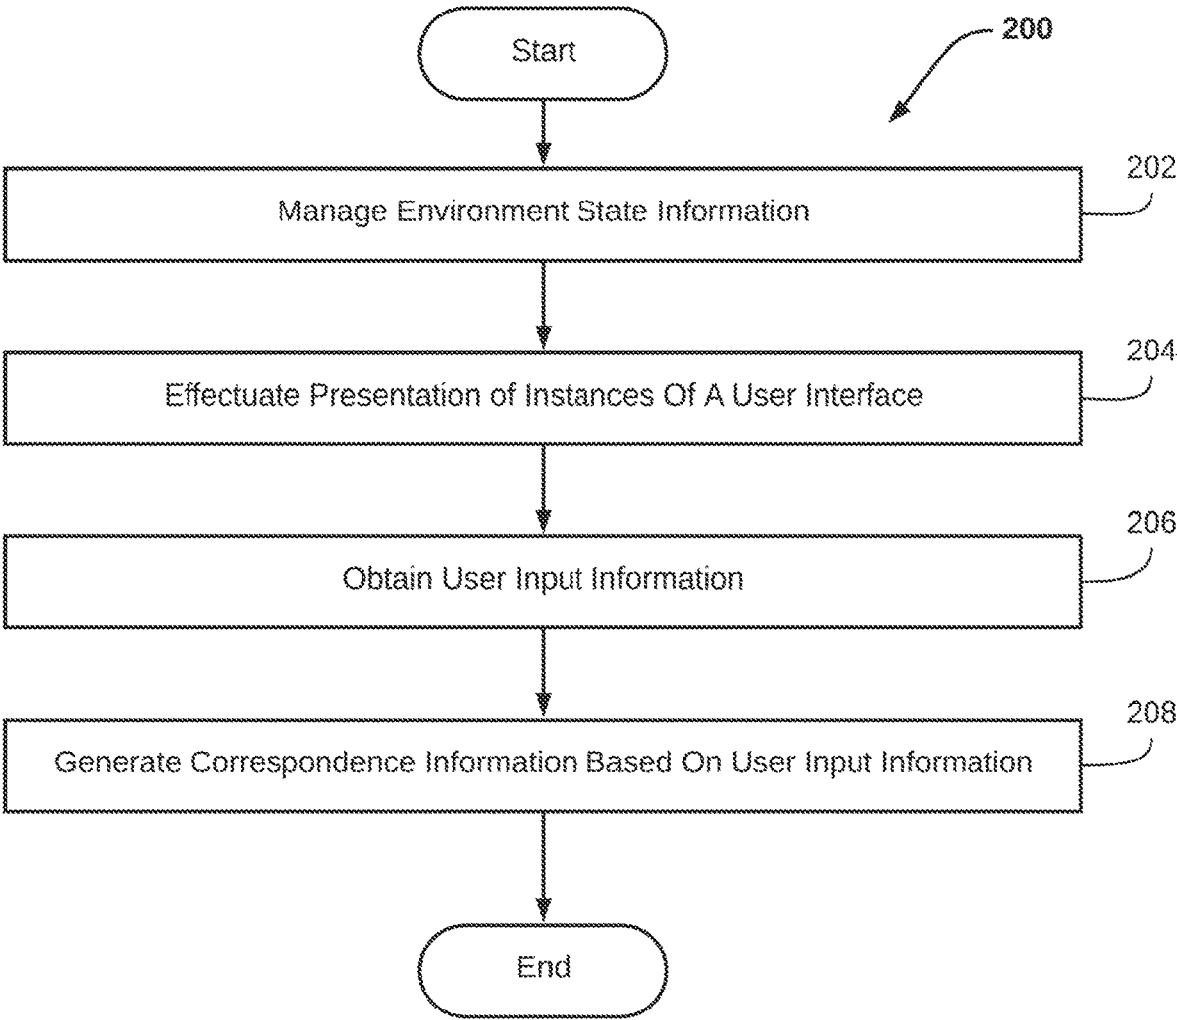 Start
200
202
Manage Environment State Information
204
Effectuate Presentation of Instances Of A User Interface
206
Obtain User Input Information
208
Generate Correspondence Information Based On User Input Information
End